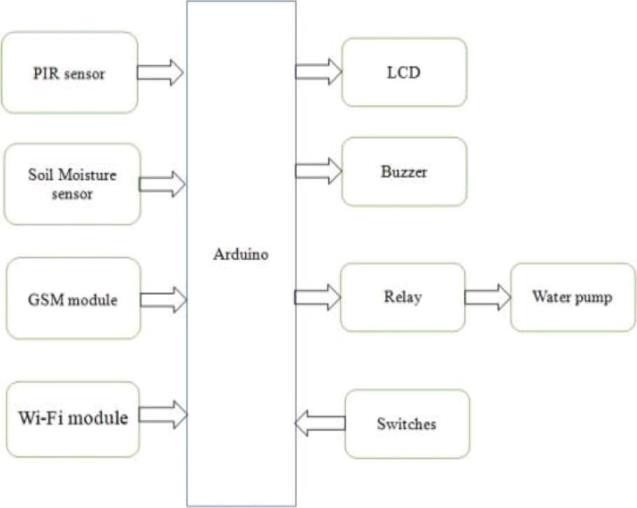 PIR sensor
Soil Moisture
sensor
GSM module
Wi-Fi module
Arduino
LCD
Buzzer
Relay
Water pump
Switches